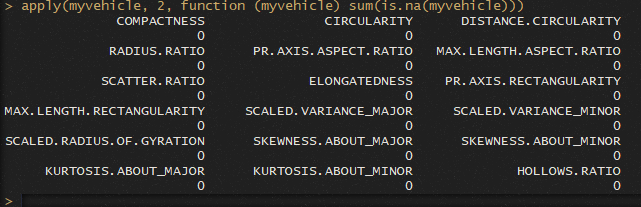 > apply(myvehicle, 2, function (myvehicle) sum(is.na(myvehicle)))
COMPACTNESS CIRCULARITY DISTANCE.CIRCULARITY
0 0 0
RADIUS.RATIO PR.AXIS.ASPECT.RATIO MAX.LENGTH.ASPECT.RATIO
0 0 0
SCATTER.RATIO ELONGATEDNESS PR.AXIS.RECTANGULARITY
0 0 0
MAX.LENGTH.RECTANGULARITY SCALED.VARIANCE_MAJOR SCALED.VARIANCE_MINOR
0 0 0
SCALED.RADIUS.OF.GYRATION SKEWNESS.ABOUT_MAJOR SKEWNESS.ABOUT_MINOR
0 0 0
KURTOSIS.ABOUT_MAJOR KURTOSIS.ABOUT_MINOR HOLLOWS.RATIO
0 0 0
>